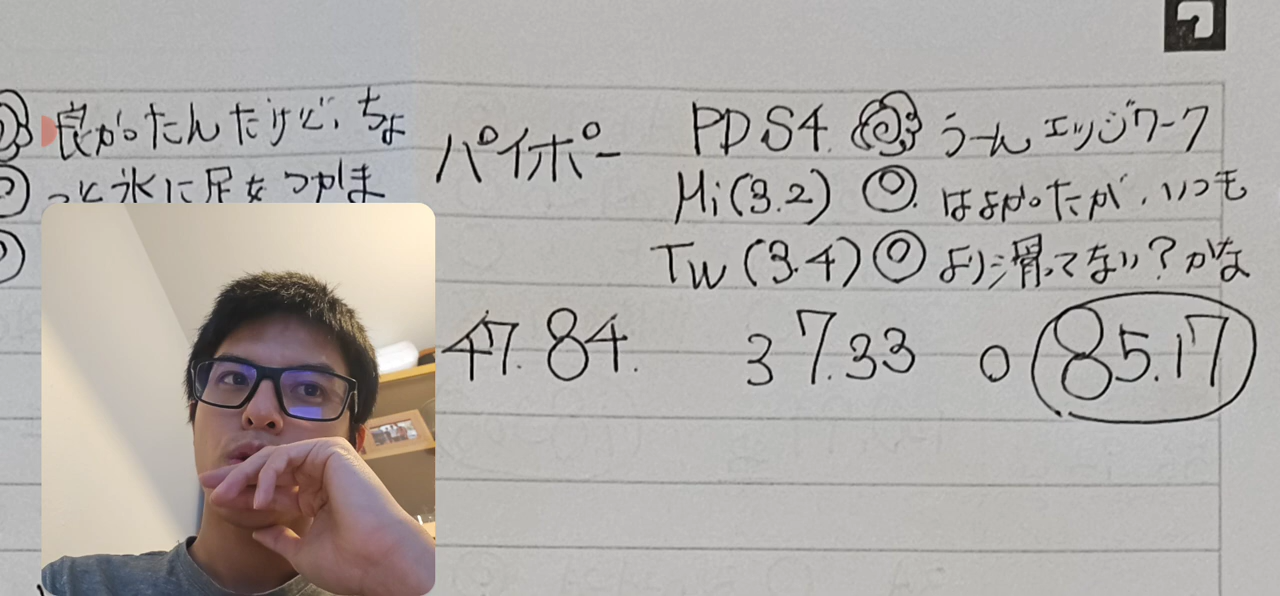 良かったんだけど、ちょ
っと氷に足をつかま
パイポー
PDS4. うーんエッジワーク
Mi(3.2) ◎. はよかったが、いつも
Tw(3.4) ◎ より滑ってない?かな
47.84. 37.33 0 85.17